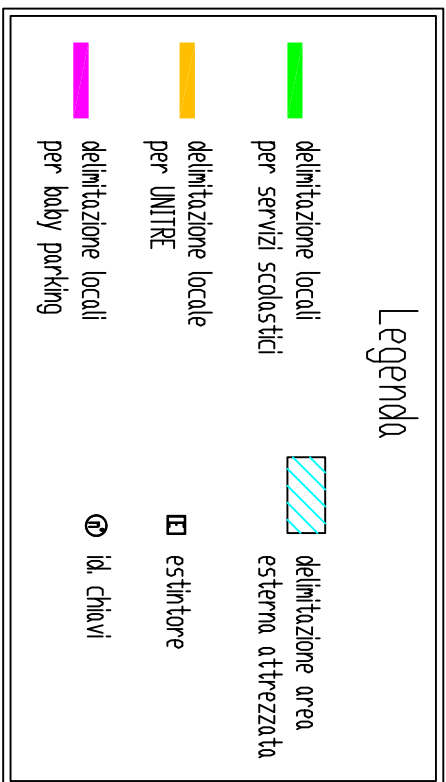 Legenda
delimitazione locali
per servizi scolastici
delimitazione locale
per UNITRE
delimitazione locali
per baby parking
delimitazione area
esterna attrezzata
E estintore
n° id. chiavi